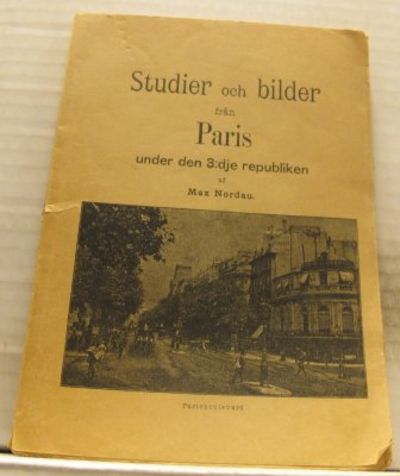 Studier och bilder
från
Paris
under den 3:dje republiken
af
Max Nordau.
Parisboulevard